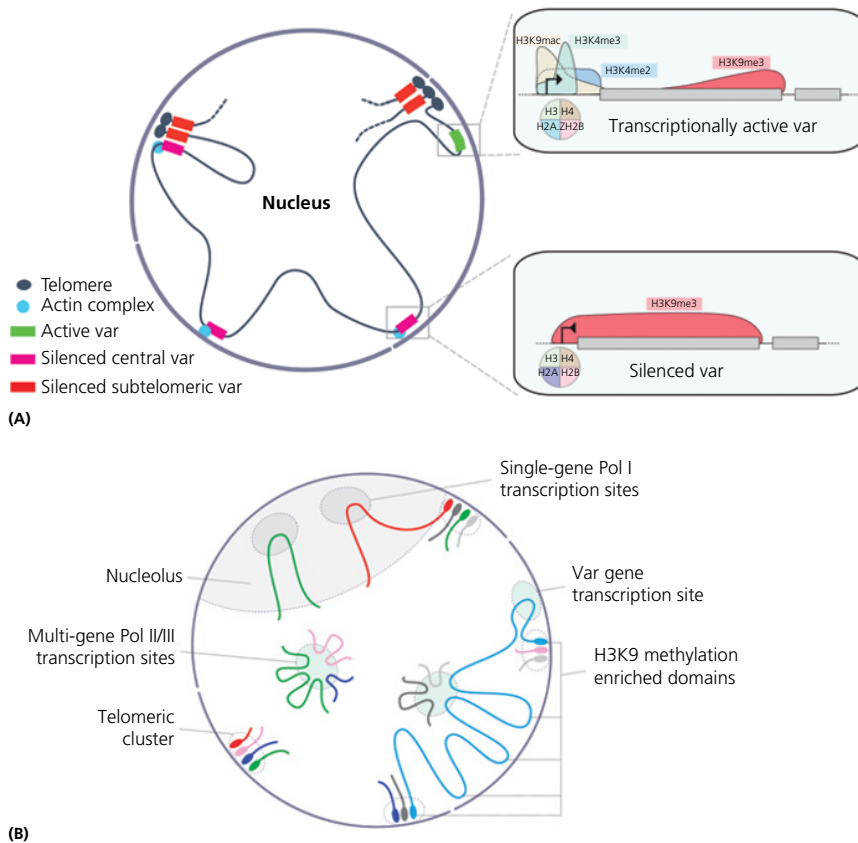 H3K9mac
H3K4me3
H3K4me2
H3K9me3
H3 H4
H2A.ZH2B
Transcriptionally active var
Nucleus
Telomere
Actin complex
Active var
Silenced central var
Silenced subtelomeric var
H3K9me3
H3 H4
H2A H2B
Silenced var
(A)
Single-gene Pol I
transcription sites
Nucleolus
Var gene
transcription site
Multi-gene Pol II/III
transcription sites
H3K9 methylation
enriched domains
Telomeric
cluster
(B)